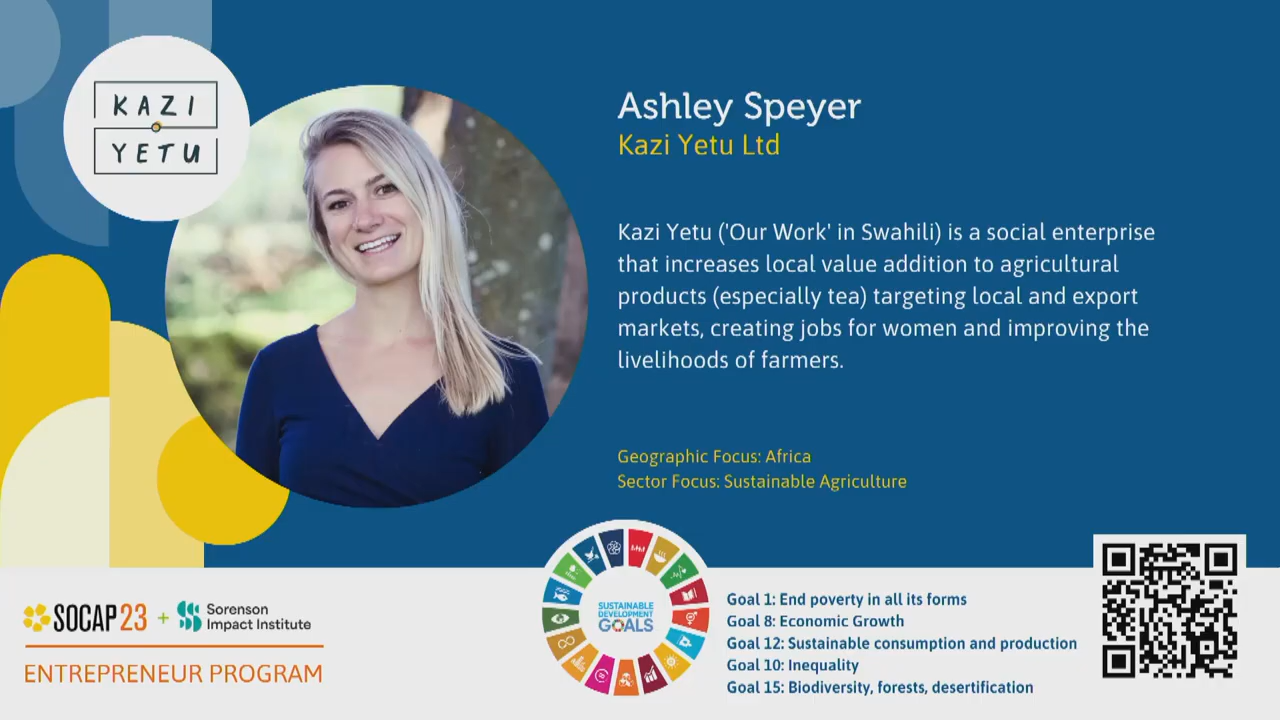 KAZI
YETU
Ashley Speyer
Kazi Yetu Ltd
Kazi Yetu ('Our Work' in Swahili) is a social enterprise
that increases local value addition to agricultural
products (especially tea) targeting local and export
markets, creating jobs for women and improving the
livelihoods of farmers.
Geographic Focus: Africa
Sector Focus: Sustainable Agriculture
SOCAP23 + Sorenson
Impact Institute
ENTREPRENEUR PROGRAM
SUSTAINABLE
DEVELOPMENT
GOALS
Goal 1: End poverty in all its forms
Goal 8: Economic Growth
Goal 12: Sustainable consumption and production
Goal 10: Inequality
Goal 15: Biodiversity, forests, desertification